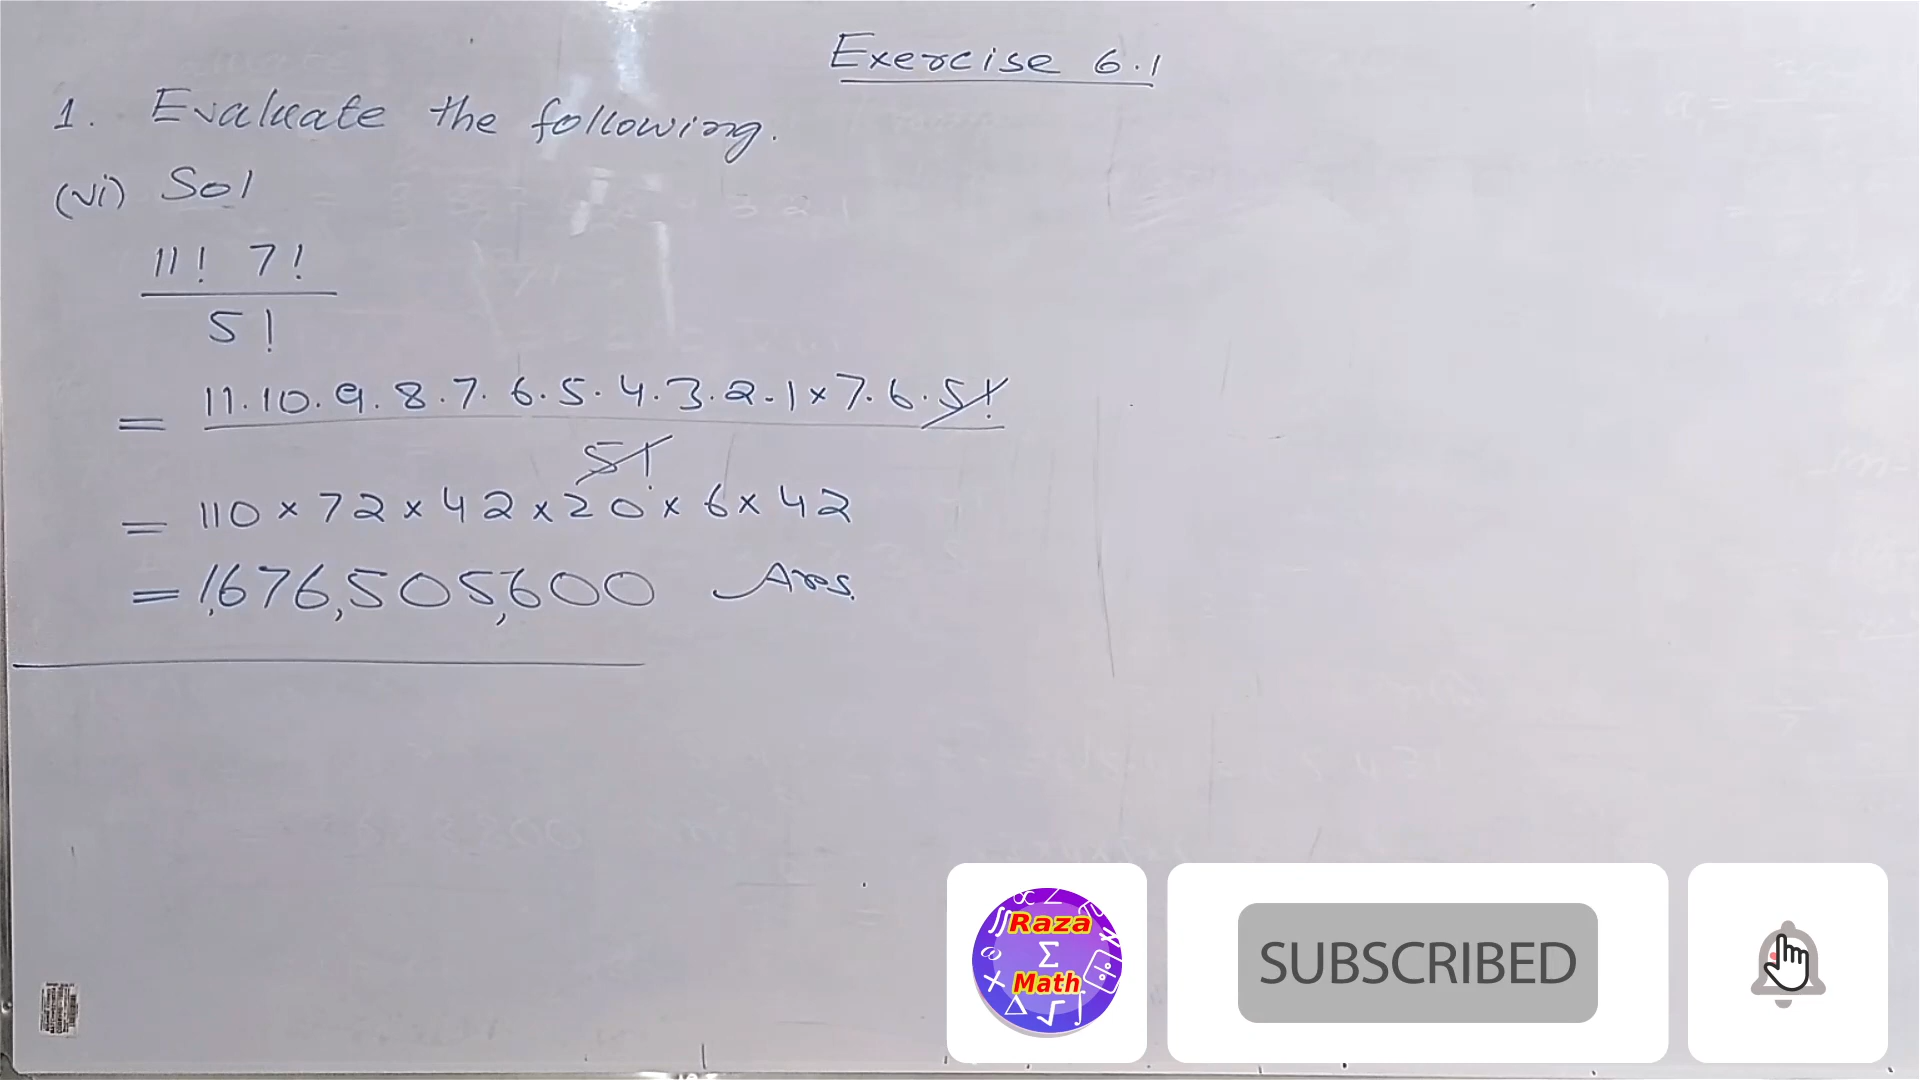 Exercise 6.1
1. Evaluate the following.
(vi) Sol
11! 7!
5!
= 11.10.9.8.7.6.5.4.3.2.1×7.6.5!
5!
= 110×72×42×20×6×42
= 1,676,505,600 Ans.
Raza
Σ
Math
SUBSCRIBED